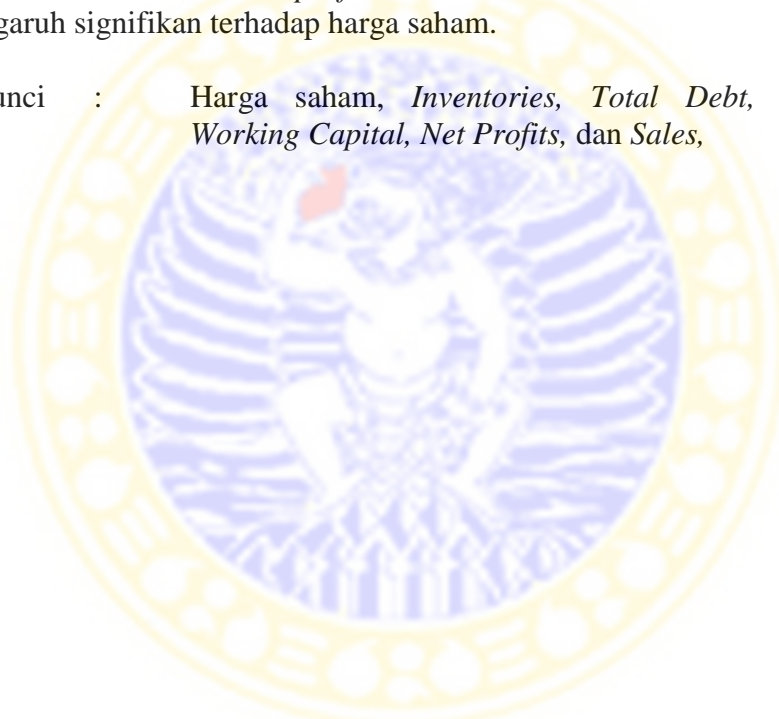 garuh signifikan terhadap harga saham.
unci : Harga saham, Inventories, Total Debt,
Working Capital, Net Profits, dan Sales,